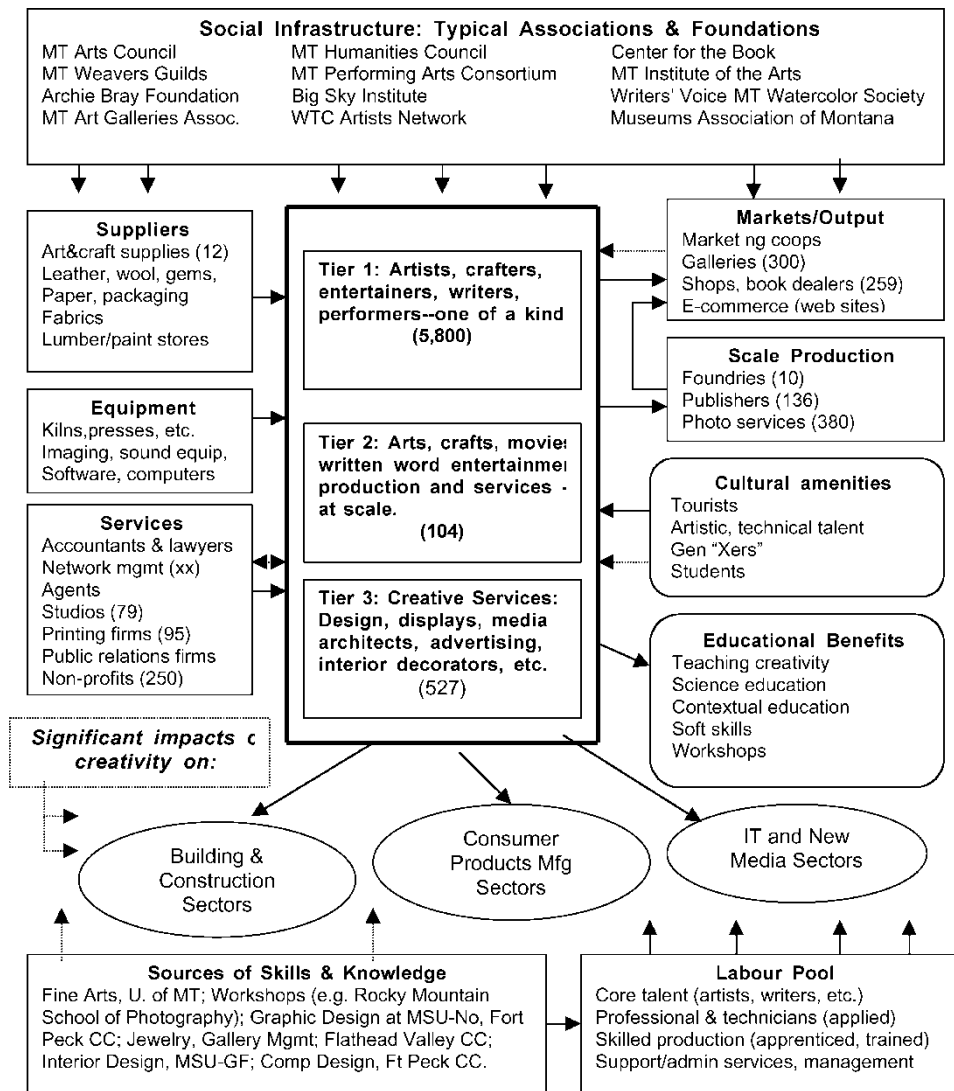 Social Infrastructure: Typical Associations & Foundations
MT Arts Council
MT Weavers Guilds
Archie Bray Foundation
MT Art Galleries Assoc.
MT Humanities Council
MT Performing Arts Consortium
Big Sky Institute
WTC Artists Network
Center for the Book
MT Institute of the Arts
Writers' Voice MT Watercolor Society
Museums Association of Montana
Suppliers
Art&craft supplies (12)
Leather, wool, gems,
Paper, packaging
Fabrics
Lumber/paint stores
Equipment
Kilns,presses, etc.
Imaging, sound equip,
Software, computers
Services
Accountants & lawyers
Network mgmt (xx)
Agents
Studios (79)
Printing firms (95)
Public relations firms
Non-profits (250)
Tier 1: Artists, crafters,
entertainers, writers,
performers--one of a kind
(5,800)
Tier 2: Arts, crafts, movies
written word entertainmen
production and services -
at scale.
(104)
Tier 3: Creative Services:
Design, displays, media
architects, advertising,
interior decorators, etc.
(527)
Markets/Output
Market ng coops
Galleries (300)
Shops, book dealers (259)
E-commerce (web sites)
Scale Production
Foundries (10)
Publishers (136)
Photo services (380)
Cultural amenities
Tourists
Artistic, technical talent
Gen “Xers”
Students
Educational Benefits
Teaching creativity
Science education
Contextual education
Soft skills
Workshops
Significant impacts o
creativity on:
Building &
Construction
Sectors
Consumer
Products Mfg
Sectors
IT and New
Media Sectors
Sources of Skills & Knowledge
Fine Arts, U. of MT; Workshops (e.g. Rocky Mountain
School of Photography); Graphic Design at MSU-No, Fort
Peck CC; Jewelry, Gallery Mgmt; Flathead Valley CC;
Interior Design, MSU-GF; Comp Design, Ft Peck CC.
Labour Pool
Core talent (artists, writers, etc.)
Professional & technicians (applied)
Skilled production (apprenticed, trained)
Support/admin services, management